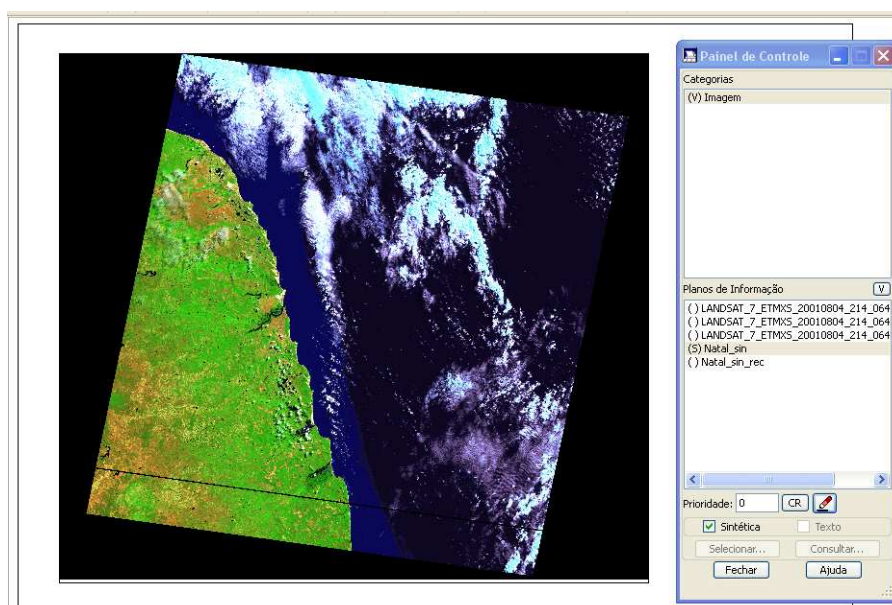 Painel de Controle
Categorias
(V) Imagem
Planos de Informação
V
( ) LANDSAT_7_ETMXS_20010804_214_064
( ) LANDSAT_7_ETMXS_20010804_214_064
( ) LANDSAT_7_ETMXS_20010804_214_064
(S) Natal_sin
( ) Natal_sin_rec
Prioridade: 0 CR
Sintética Texto
Selecionar... Consultar...
Fechar Ajuda